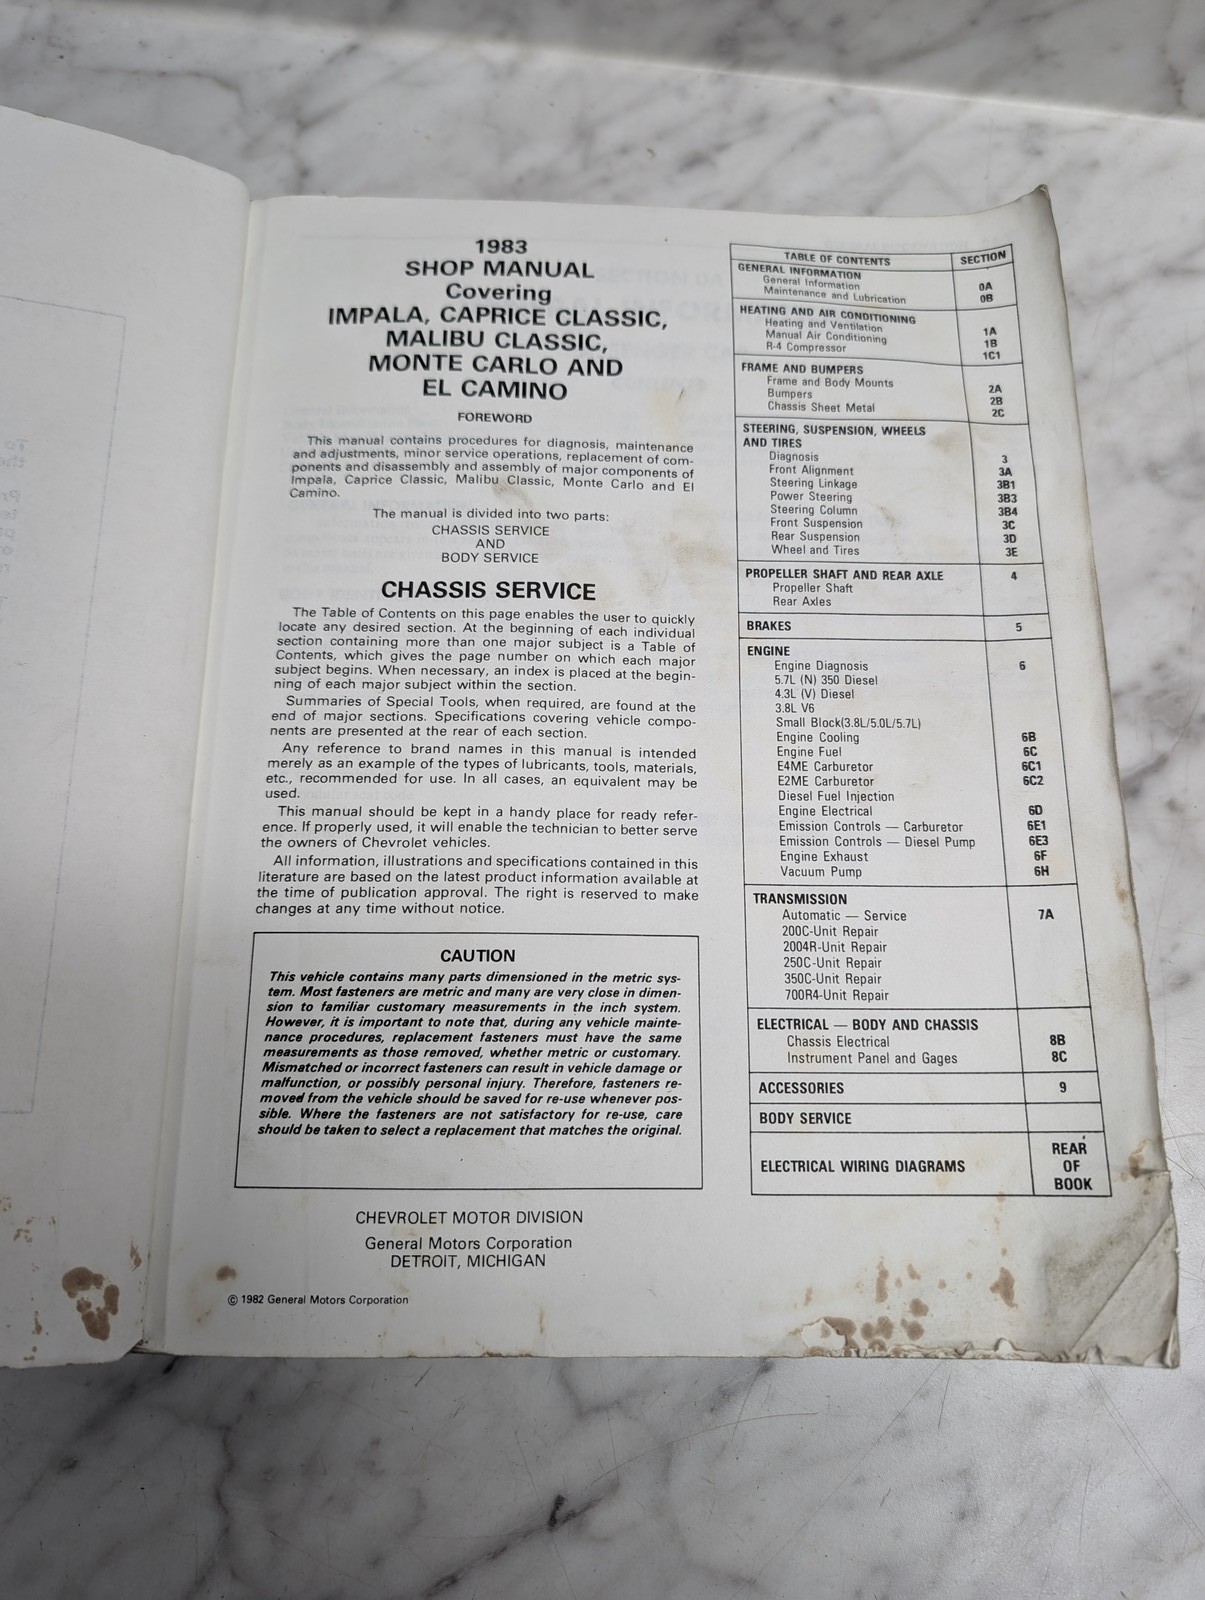 1983
SHOP MANUAL
Covering
IMPALA, CAPRICE CLASSIC,
MALIBU CLASSIC,
MONTE CARLO AND
EL CAMINO
FOREWORD
This manual contains procedures for diagnosis, maintenance
and adjustments, minor service operations, replacement of com-
ponents and disassembly and assembly of major components of
Impala, Caprice Classic, Malibu Classic, Monte Carlo and El
Camino.
The manual is divided into two parts:
CHASSIS SERVICE
AND
BODY SERVICE
CHASSIS SERVICE
The Table of Contents on this page enables the user to quickly
locate any desired section. At the beginning of each individual
section containing more than one major subject is a Table of
Contents, which gives the page number on which each major
subject begins. When necessary, an index is placed at the begin-
ning of each major subject within the section.
Summaries of Special Tools, when required, are found at the
end of major sections. Specifications covering vehicle compo-
nents are presented at the rear of each section.
Any reference to brand names in this manual is intended
merely as an example of the types of lubricants, tools, materials,
etc., recommended for use. In all cases, an equivalent may be
used.
This manual should be kept in a handy place for ready refer-
ence. If properly used, it will enable the technician to better serve
the owners of Chevrolet vehicles.
All information, illustrations and specifications contained in this
literature are based on the latest product information available at
the time of publication approval. The right is reserved to make
changes at any time without notice.
CAUTION
This vehicle contains many parts dimensioned in the metric sys-
tem. Most fasteners are metric and many are very close in dimen-
sion to familiar customary measurements in the inch system.
However, it is important to note that, during any vehicle mainte-
nance procedures, replacement fasteners must have the same
measurements as those removed, whether metric or customary.
Mismatched or incorrect fasteners can result in vehicle damage or
malfunction, or possibly personal injury. Therefore, fasteners re-
moved from the vehicle should be saved for re-use whenever pos-
sible. Where the fasteners are not satisfactory for re-use, care
should be taken to select a replacement that matches the original.
CHEVROLET MOTOR DIVISION
General Motors Corporation
DETROIT, MICHIGAN
© 1982 General Motors Corporation
TABLE OF CONTENTS SECTION
GENERAL INFORMATION
General Information 0A
Maintenance and Lubrication 0B
HEATING AND AIR CONDITIONING
Heating and Ventilation 1A
Manual Air Conditioning 1B
R-4 Compressor 1C1
FRAME AND BUMPERS
Frame and Body Mounts 2A
Bumpers 2B
Chassis Sheet Metal 2C
STEERING, SUSPENSION, WHEELS
AND TIRES
Diagnosis 3
Front Alignment 3A
Steering Linkage 3B1
Power Steering 3B3
Steering Column 3B4
Front Suspension 3C
Rear Suspension 3D
Wheel and Tires 3E
PROPELLER SHAFT AND REAR AXLE 4
Propeller Shaft
Rear Axles
BRAKES 5
ENGINE
Engine Diagnosis 6
5.7L (N) 350 Diesel
4.3L (V) Diesel
3.8L V6
Small Block(3.8L/5.0L/5.7L)
Engine Cooling 6B
Engine Fuel 6C
E4ME Carburetor 6C1
E2ME Carburetor 6C2
Diesel Fuel Injection
Engine Electrical 6D
Emission Controls — Carburetor 6E1
Emission Controls — Diesel Pump 6E3
Engine Exhaust 6F
Vacuum Pump 6H
TRANSMISSION
Automatic — Service 7A
200C-Unit Repair
2004R-Unit Repair
250C-Unit Repair
350C-Unit Repair
700R4-Unit Repair
ELECTRICAL — BODY AND CHASSIS
Chassis Electrical 8B
Instrument Panel and Gages 8C
ACCESSORIES 9
BODY SERVICE
ELECTRICAL WIRING DIAGRAMS REAR
OF
BOOK